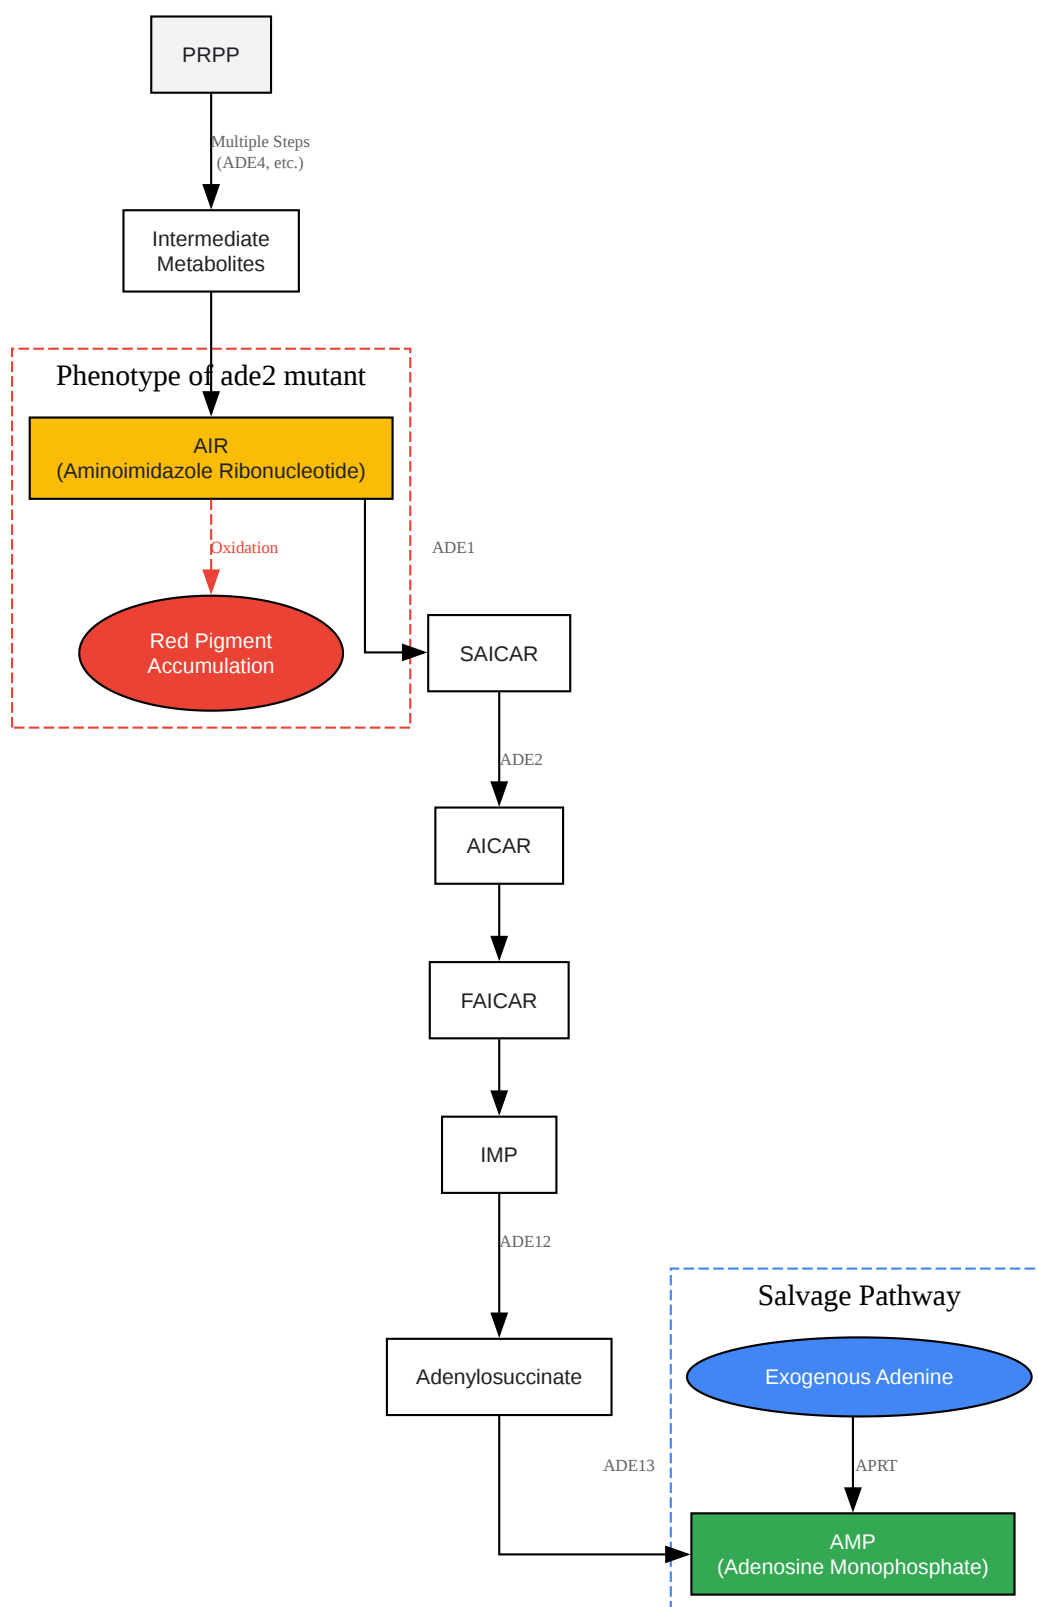 PRPP
Multiple Steps
(ADE4, etc.)
Intermediate
Metabolites
Phenotype of ade2 mutant
AIR
(Aminoimidazole Ribonucleotide)
Oxidation
ADE1
Red Pigment
Accumulation
SAICAR
ADE2
AICAR
FAICAR
IMP
ADE12
Salvage Pathway
Adenylosuccinate
Exogenous Adenine
ADE13
APRT
AMP
(Adenosine Monophosphate)